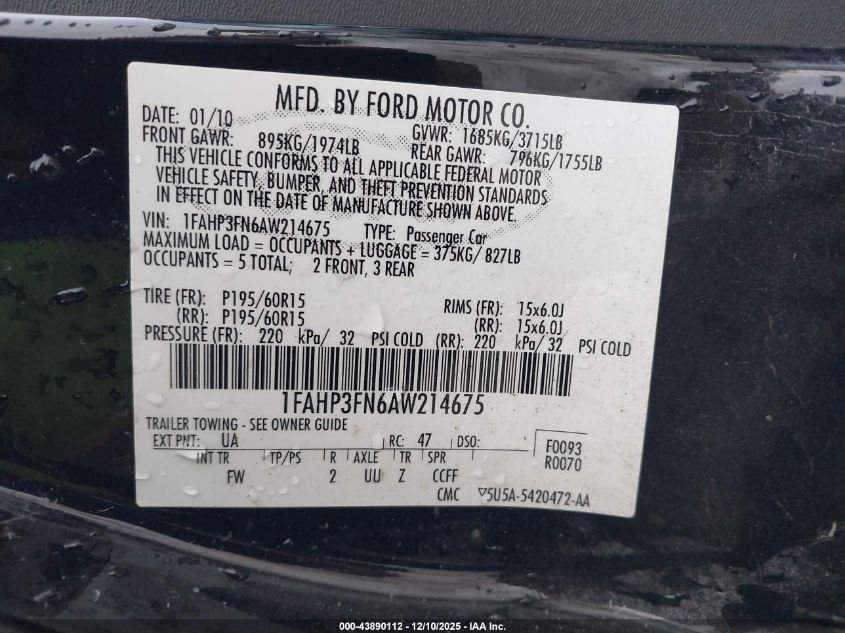 MFD. BY FORD MOTOR CO.
DATE: 01/10 GVWR: 1685KG/3715LB
FRONT GAWR: 895KG/1974LB REAR GAWR: 796KG/1755LB
THIS VEHICLE CONFORMS TO ALL APPLICABLE FEDERAL MOTOR
VEHICLE SAFETY, BUMPER, AND THEFT PREVENTION STANDARDS
IN EFFECT ON THE DATE OF MANUFACTURE SHOWN ABOVE.
VIN: 1FAHP3FN6AW214675 TYPE: Passenger Car
MAXIMUM LOAD = OCCUPANTS + LUGGAGE = 375KG/ 827LB
OCCUPANTS = 5 TOTAL; 2 FRONT, 3 REAR
TIRE (FR): P195/60R15 RIMS (FR): 15x6.0J
(RR): P195/60R15 (RR): 15x6.0J
PRESSURE (FR): 220 kPa/ 32 PSI COLD (RR): 220 kPa/ 32 PSI COLD
1FAHP3FN6AW214675
TRAILER TOWING - SEE OWNER GUIDE
EXT PNT: UA RC: 47 DSO: F0093
INT TR TP/PS R AXLE TR SPR R0070
FW 2 UU Z CCFF
CMC 5U5A-5420472-AA
000-43890112 - 12/10/2025 - IAA Inc.